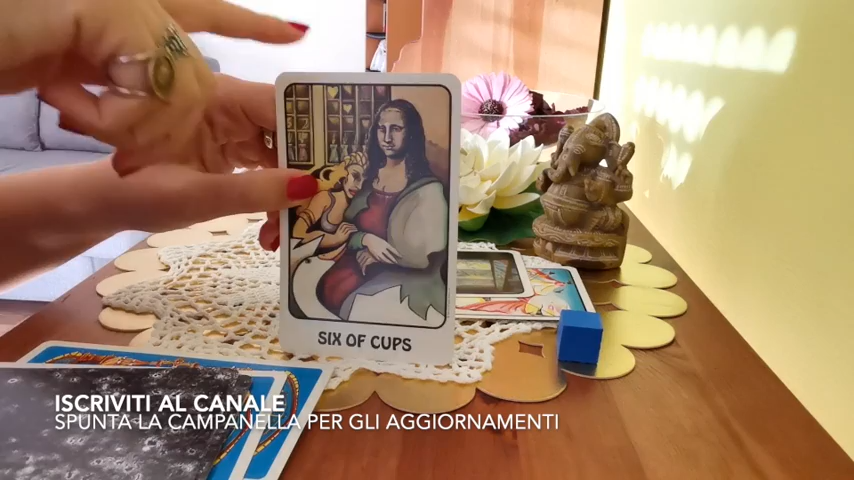 SIX OF CUPS
ISCRIVITI AL CANALE
SPUNTA LA CAMPANELLA PER GLI AGGIORNAMENTI